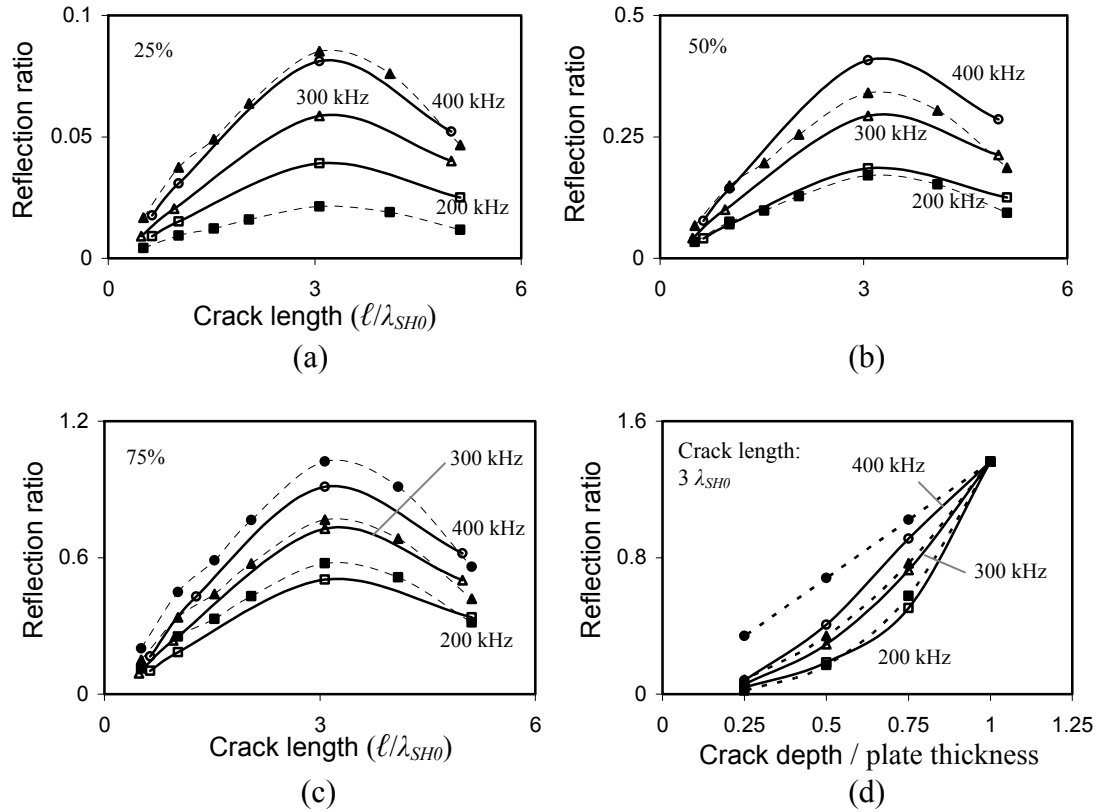 0.1
25%
400 kHz
300 kHz
0.05
200 kHz
0
0 3 6
Reflection ratio
Crack length (ℓ/λSH0)
(a)
0.5
50%
400 kHz
0.25
300 kHz
200 kHz
0
0 3 6
Reflection ratio
(b)
1.2
75%
300 kHz
400 kHz
0.6
200 kHz
0
0 3 6
Reflection ratio
Crack length (ℓ/λSH0)
(c)
1.6
Crack length:
3 λSH0
400 kHz
0.8
300 kHz
200 kHz
0
0 0.25 0.5 0.75 1 1.25
Reflection ratio
Crack depth / plate thickness
(d)